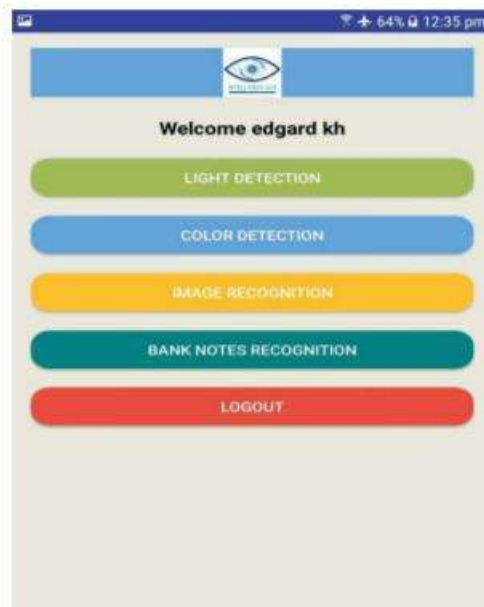 64% 12:35 pm
Welcome edgard kh
LIGHT DETECTION
COLOR DETECTION
IMAGE RECOGNITION
BANK NOTES RECOGNITION
LOGOUT